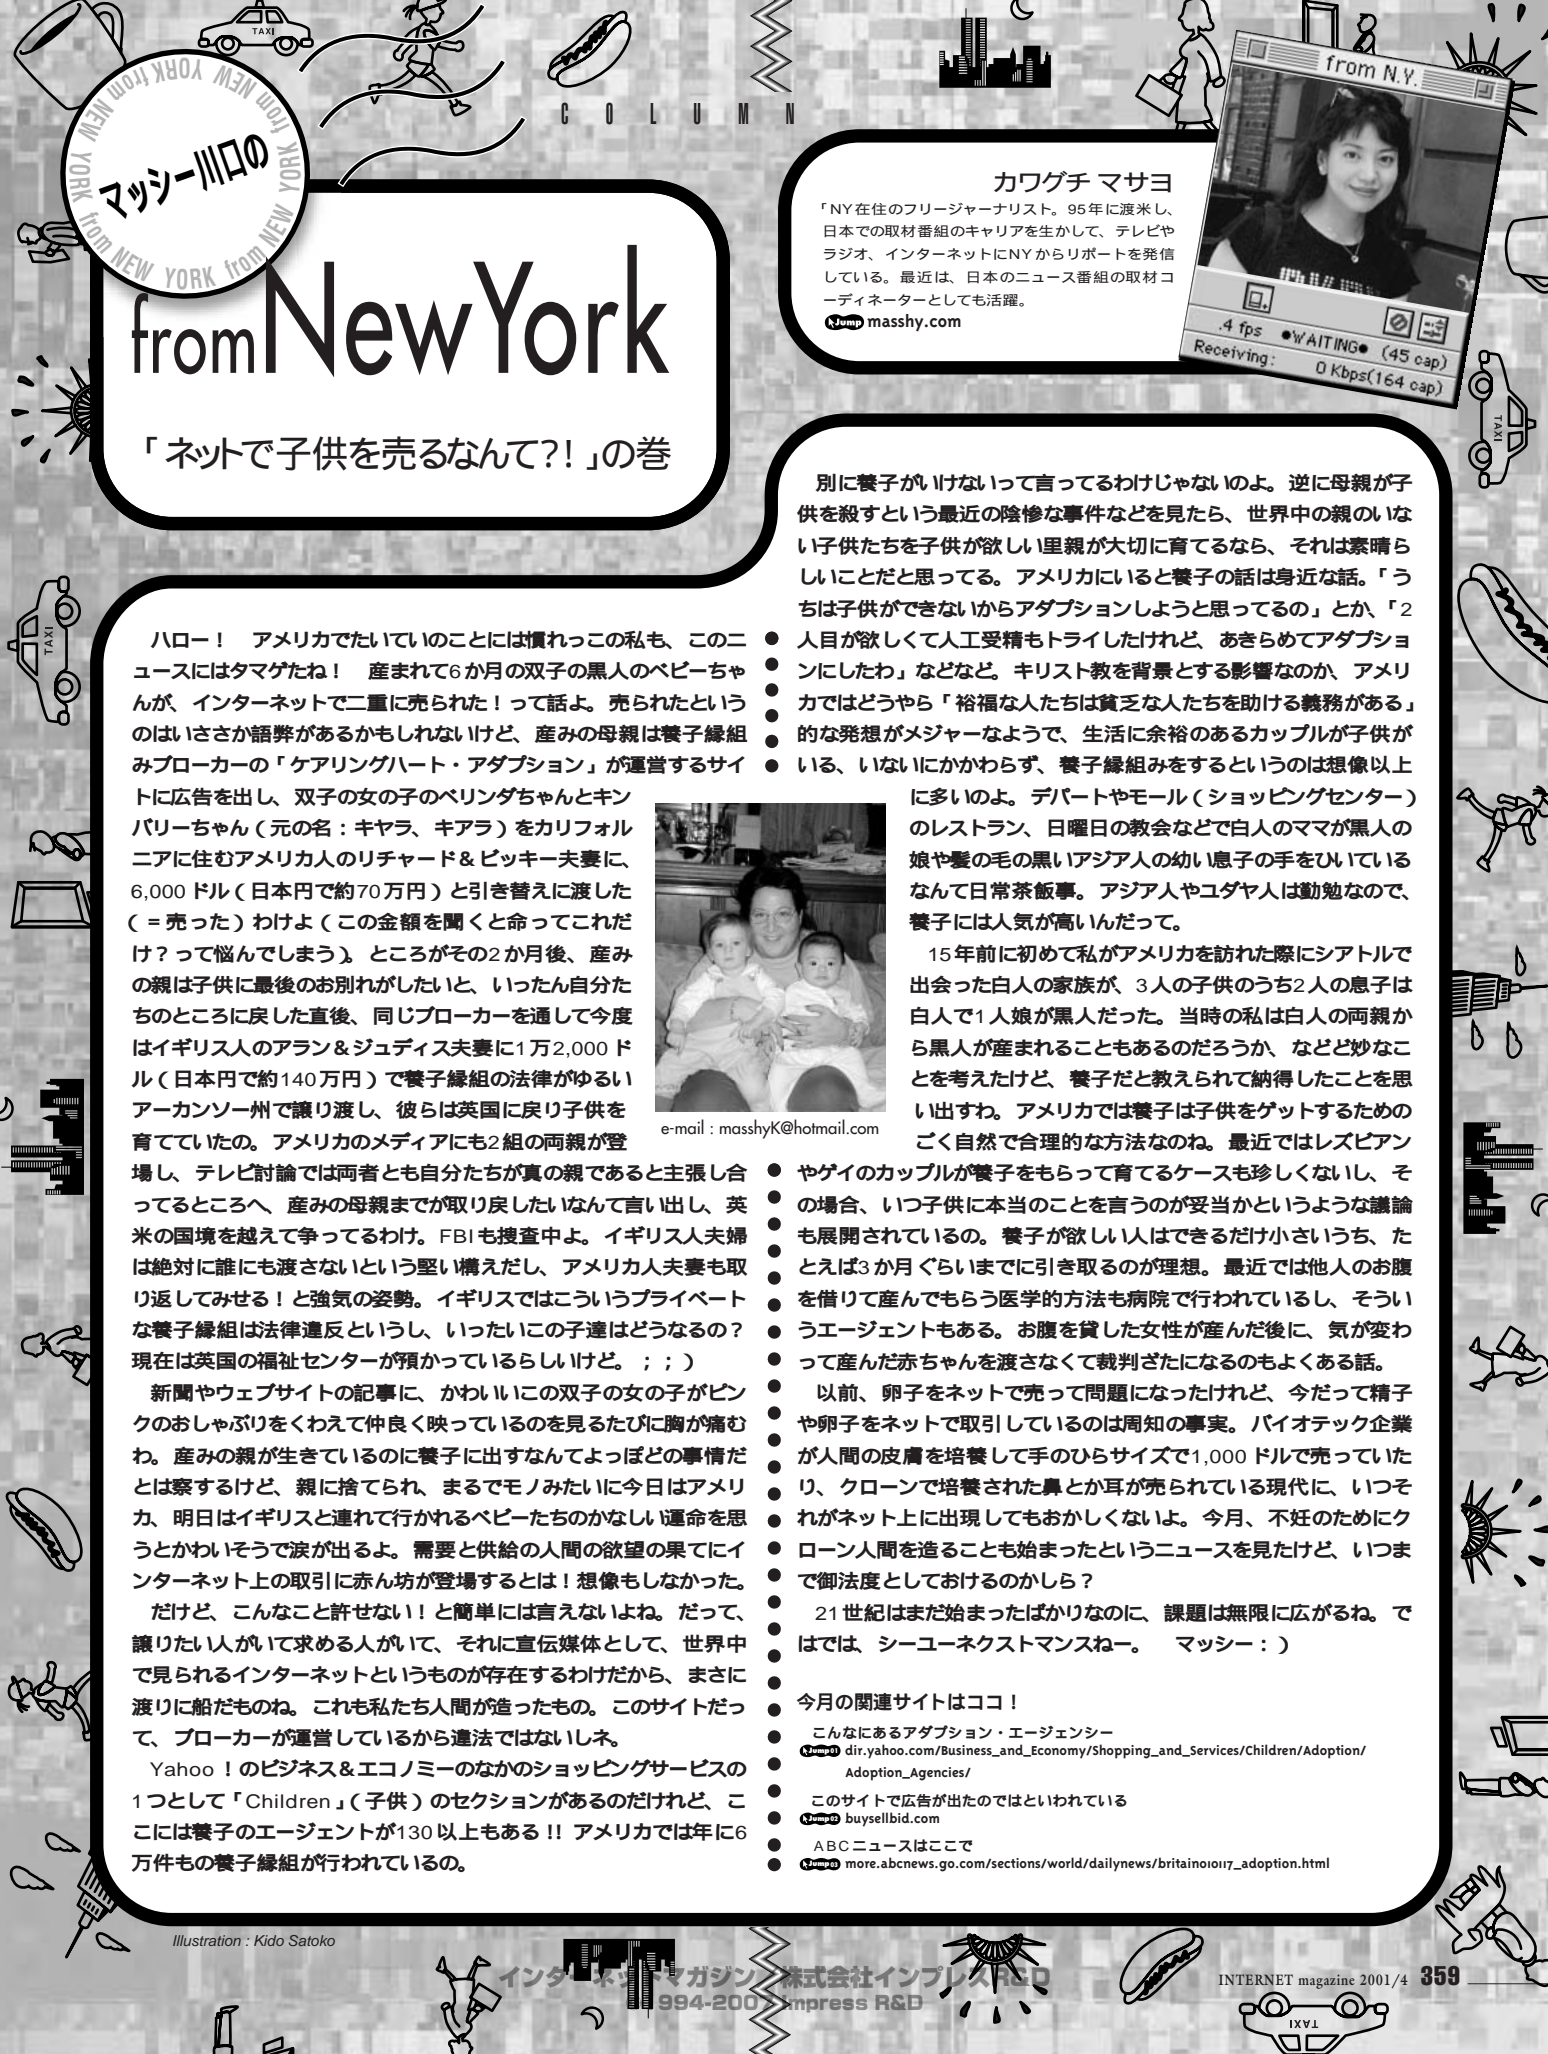 COLUMN
from NEW YORK from NEW YORK from NEW YORK from NEW YORK
マッシー川口の
from New York
「ネットで子供を売るなんて?!」の巻
カワグチ マサヨ
「NY在住のフリージャーナリスト。95年に渡米し、
日本での取材番組のキャリアを生かして、テレビや
ラジオ、インターネットにNYからリポートを発信
している。最近は、日本のニュース番組の取材コ
ーディネーターとしても活躍。
Jump masshy.com
from N.Y.
.4 fps ●WAITING● (45 cap)
Receiving: 0 Kbps(164 cap)
ハロー! アメリカでたいていのことには慣れっこの私も、このニ
ュースにはタマゲたね! 産まれて6か月の双子の黒人のベビーちゃ
んが、インターネットで二重に売られた!って話よ。売られたという
のはいささか語弊があるかもしれないけど、産みの母親は養子縁組
みブローカーの「ケアリングハート・アダプション」が運営するサイ
トに広告を出し、双子の女の子のベリンダちゃんとキン
バリーちゃん(元の名:キヤラ、キアラ)をカリフォル
ニアに住むアメリカ人のリチャード&ビッキー夫妻に、
6,000ドル(日本円で約70万円)と引き替えに渡した
(=売った)わけよ(この金額を聞くと命ってこれだ
け?って悩んでしまう)。ところがその2か月後、産み
の親は子供に最後のお別れがしたいと、いったん自分た
ちのところに戻した直後、同じブローカーを通して今度
はイギリス人のアラン&ジュディス夫妻に1万2,000ド
ル(日本円で約140万円)で養子縁組の法律がゆるい
アーカンソー州で譲り渡し、彼らは英国に戻り子供を
育てていたの。アメリカのメディアにも2組の両親が登
場し、テレビ討論では両者とも自分たちが真の親であると主張し合
ってるところへ、産みの母親までが取り戻したいなんて言い出し、英
米の国境を越えて争ってるわけ。FBIも捜査中よ。イギリス人夫婦
は絶対に誰にも渡さないという堅い構えだし、アメリカ人夫妻も取
り返してみせる!と強気の姿勢。イギリスではこういうプライベート
な養子縁組は法律違反というし、いったいこの子達はどうなるの?
現在は英国の福祉センターが預かっているらしいけど。;;)
新聞やウェブサイトの記事に、かわいいこの双子の女の子がピン
クのおしゃぶりをくわえて仲良く映っているのを見るたびに胸が痛む
わ。産みの親が生きているのに養子に出すなんてよっぽどの事情だ
とは察するけど、親に捨てられ、まるでモノみたいに今日はアメリ
カ、明日はイギリスと連れて行かれるベビーたちのかなしい運命を思
うとかわいそうで涙が出るよ。需要と供給の人間の欲望の果てにイ
ンターネット上の取引に赤ん坊が登場するとは!想像もしなかった。
だけど、こんなこと許せない!と簡単には言えないよね。だって、
譲りたい人がいて求める人がいて、それに宣伝媒体として、世界中
で見られるインターネットというものが存在するわけだから、まさに
渡りに船だものね。これも私たち人間が造ったもの。このサイトだっ
て、ブローカーが運営しているから違法ではないしネ。
Yahoo!のビジネス&エコノミーのなかのショッピングサービスの
1つとして「Children」(子供)のセクションがあるのだけれど、こ
こには養子のエージェントが130以上もある!!アメリカでは年に6
万件もの養子縁組が行われているの。
e-mail : masshyK@hotmail.com
別に養子がいけないって言ってるわけじゃないのよ。逆に母親が子
供を殺すという最近の陰惨な事件などを見たら、世界中の親のいな
い子供たちを子供が欲しい里親が大切に育てるなら、それは素晴ら
しいことだと思ってる。アメリカにいると養子の話は身近な話。「う
ちは子供ができないからアダプションしようと思ってるの」とか、「2
人目が欲しくて人工受精もトライしたけれど、あきらめてアダプショ
ンにしたわ」などなど。キリスト教を背景とする影響なのか、アメリ
カではどうやら「裕福な人たちは貧乏な人たちを助ける義務がある」
的な発想がメジャーなようで、生活に余裕のあるカップルが子供が
いる、いないにかかわらず、養子縁組みをするというのは想像以上
に多いのよ。デパートやモール(ショッピングセンター)
のレストラン、日曜日の教会などで白人のママが黒人の
娘や髪の毛の黒いアジア人の幼い息子の手をひいている
なんて日常茶飯事。アジア人やユダヤ人は勤勉なので、
養子には人気が高いんだって。
15年前に初めて私がアメリカを訪れた際にシアトルで
出会った白人の家族が、3人の子供のうち2人の息子は
白人で1人娘が黒人だった。当時の私は白人の両親か
ら黒人が産まれることもあるのだろうか、などど妙なこ
とを考えたけど、養子だと教えられて納得したことを思
い出すわ。アメリカでは養子は子供をゲットするための
ごく自然で合理的な方法なのね。最近ではレズビアン
やゲイのカップルが養子をもらって育てるケースも珍しくないし、そ
の場合、いつ子供に本当のことを言うのが妥当かというような議論
も展開されているの。養子が欲しい人はできるだけ小さいうち、た
とえば3か月ぐらいまでに引き取るのが理想。最近では他人のお腹
を借りて産んでもらう医学的方法も病院で行われているし、そうい
うエージェントもある。お腹を貸した女性が産んだ後に、気が変わ
って産んだ赤ちゃんを渡さなくて裁判ざたになるのもよくある話。
以前、卵子をネットで売って問題になったけれど、今だって精子
や卵子をネットで取引しているのは周知の事実。バイオテック企業
が人間の皮膚を培養して手のひらサイズで1,000ドルで売っていた
り、クローンで培養された鼻とか耳が売られている現代に、いつそ
れがネット上に出現してもおかしくないよ。今月、不妊のためにク
ローン人間を造ることも始まったというニュースを見たけど、いつま
で御法度としておけるのかしら?
21世紀はまだ始まったばかりなのに、課題は無限に広がるね。で
はでは、シーユーネクストマンスねー。 マッシー:)
今月の関連サイトはココ!
こんなにあるアダプション・エージェンシー
Jump01 dir.yahoo.com/Business_and_Economy/Shopping_and_Services/Children/Adoption/
Adoption_Agencies/
このサイトで広告が出たのではといわれている
Jump02 buysellbid.com
ABCニュースはここで
Jump03 more.abcnews.go.com/sections/world/dailynews/britain010117_adoption.html
Illustration : Kido Satoko
INTERNET magazine 2001/4 359
TAXI
TAXI
TAXI
TAXI